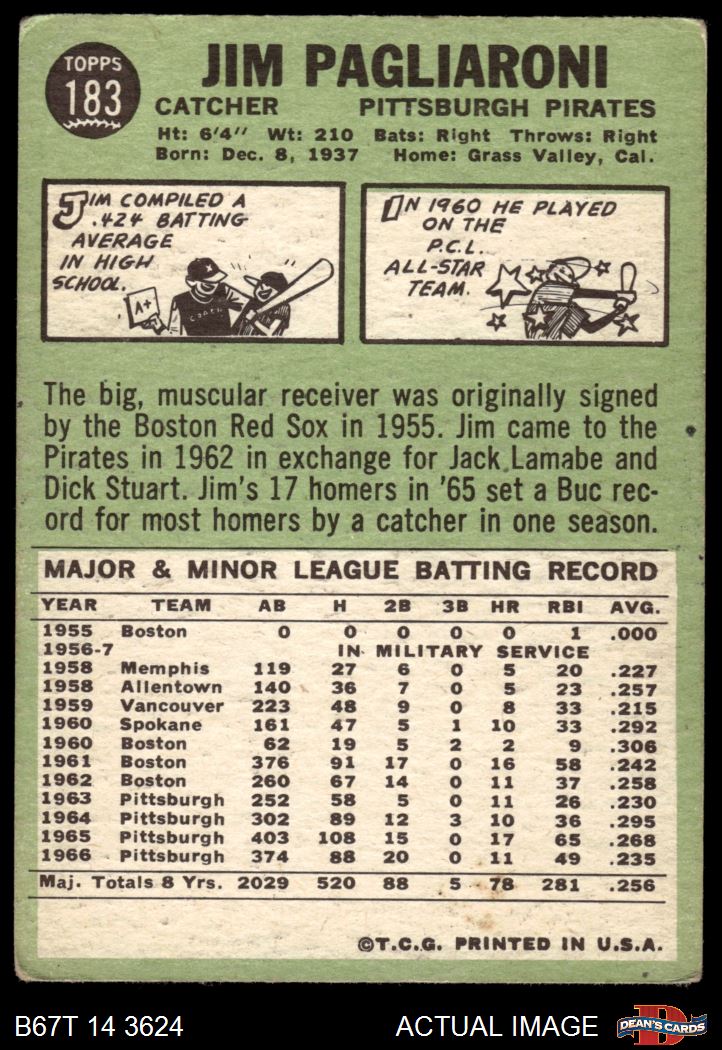 TOPPS
183
JIM PAGLIARONI
CATCHER PITTSBURGH PIRATES
Ht: 6'4" Wt: 210 Bats: Right Throws: Right
Born: Dec. 8, 1937 Home: Grass Valley, Cal.
JIM COMPILED A
.424 BATTING
AVERAGE
IN HIGH
SCHOOL.
A+
COACH
IN 1960 HE PLAYED
ON THE
P.C.L.
ALL-STAR
TEAM.
The big, muscular receiver was originally signed
by the Boston Red Sox in 1955. Jim came to the
Pirates in 1962 in exchange for Jack Lamabe and
Dick Stuart. Jim's 17 homers in '65 set a Buc rec-
ord for most homers by a catcher in one season.
MAJOR & MINOR LEAGUE BATTING RECORD
YEAR TEAM AB H 2B 3B HR RBI AVG.
1955 Boston 0 0 0 0 0 1 .000
1956-7 IN MILITARY SERVICE
1958 Memphis 119 27 6 0 5 20 .227
1958 Allentown 140 36 7 0 5 23 .257
1959 Vancouver 223 48 9 0 8 33 .215
1960 Spokane 161 47 5 1 10 33 .292
1960 Boston 62 19 5 2 2 9 .306
1961 Boston 376 91 17 0 16 58 .242
1962 Boston 260 67 14 0 11 37 .258
1963 Pittsburgh 252 58 5 0 11 26 .230
1964 Pittsburgh 302 89 12 3 10 36 .295
1965 Pittsburgh 403 108 15 0 17 65 .268
1966 Pittsburgh 374 88 20 0 11 49 .235
Maj. Totals 8 Yrs. 2029 520 88 5 78 281 .256
©T.C.G. PRINTED IN U.S.A.
B67T 14 3624 ACTUAL IMAGE D DEAN'S CARDS